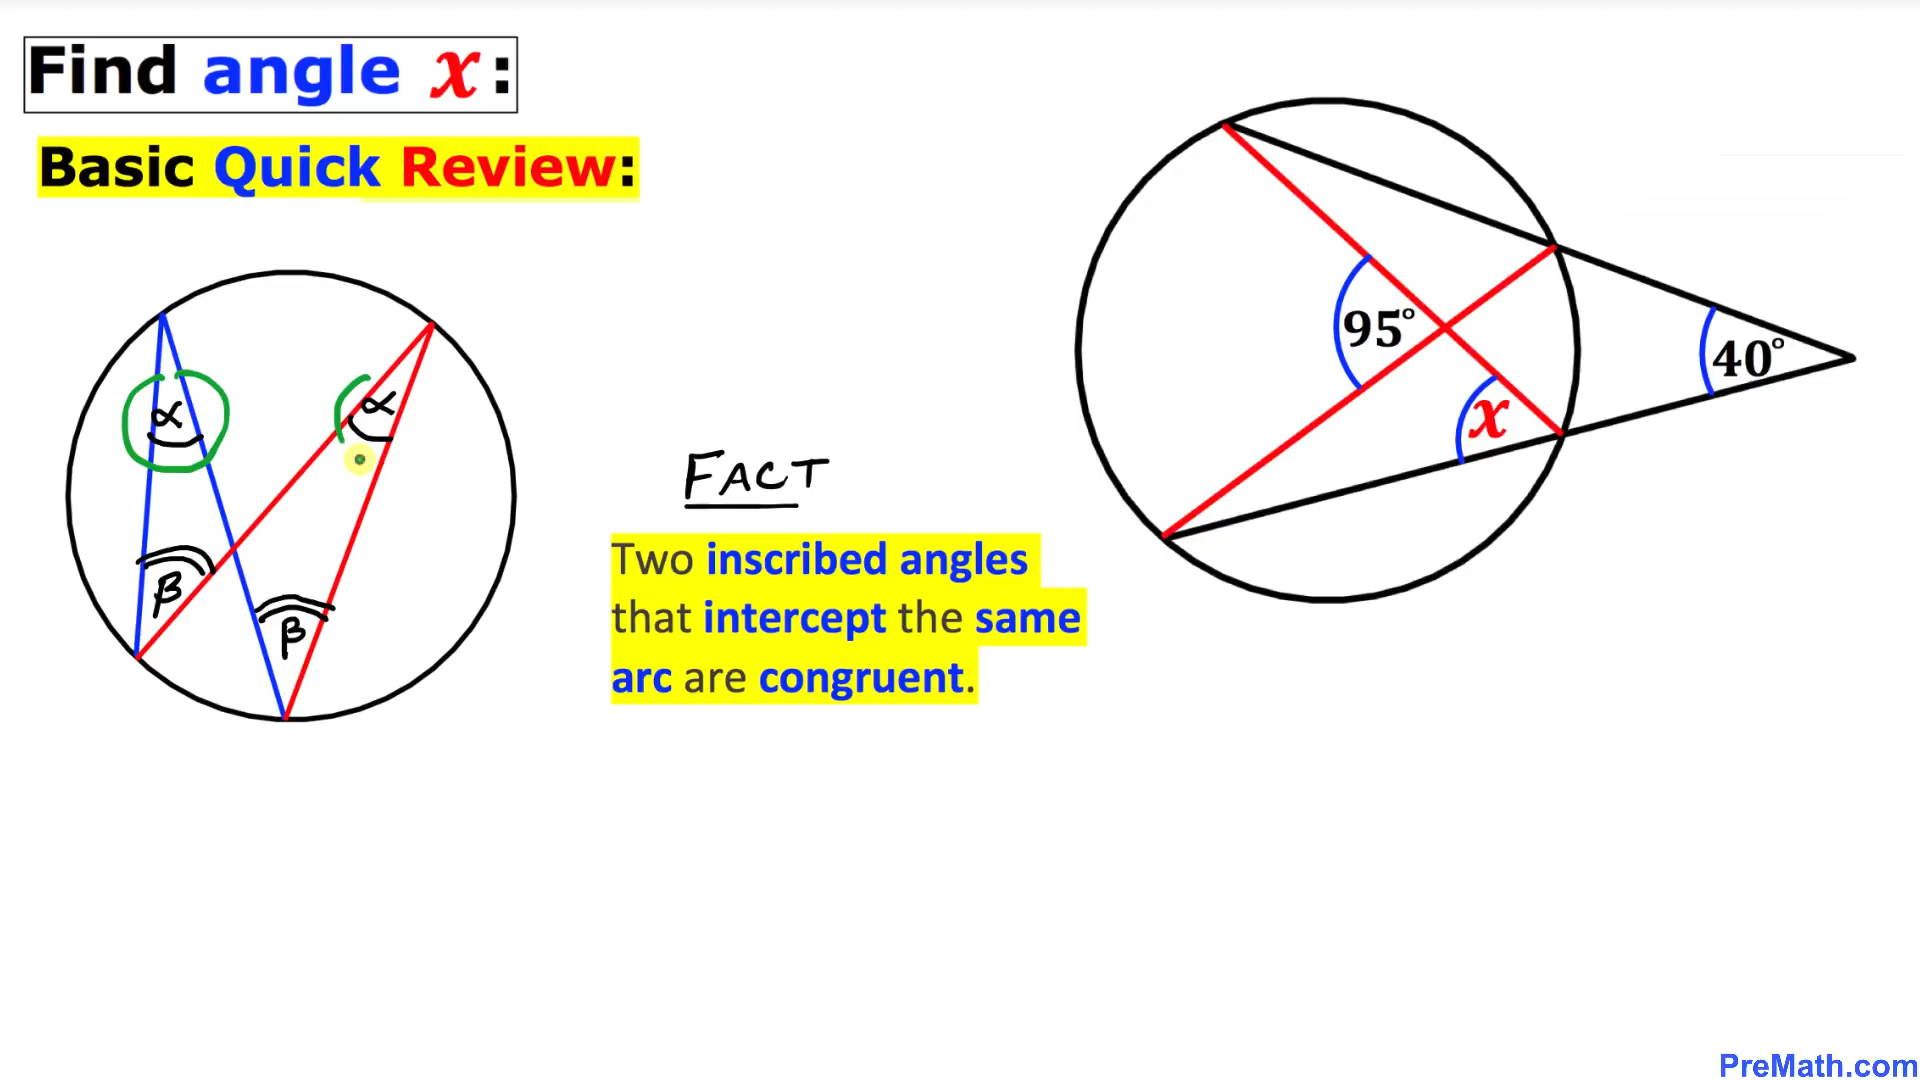 Find angle x:
Basic Quick Review:
α
α
β
β
FACT
Two inscribed angles
that intercept the same
arc are congruent.
95°
40°
x
PreMath.com